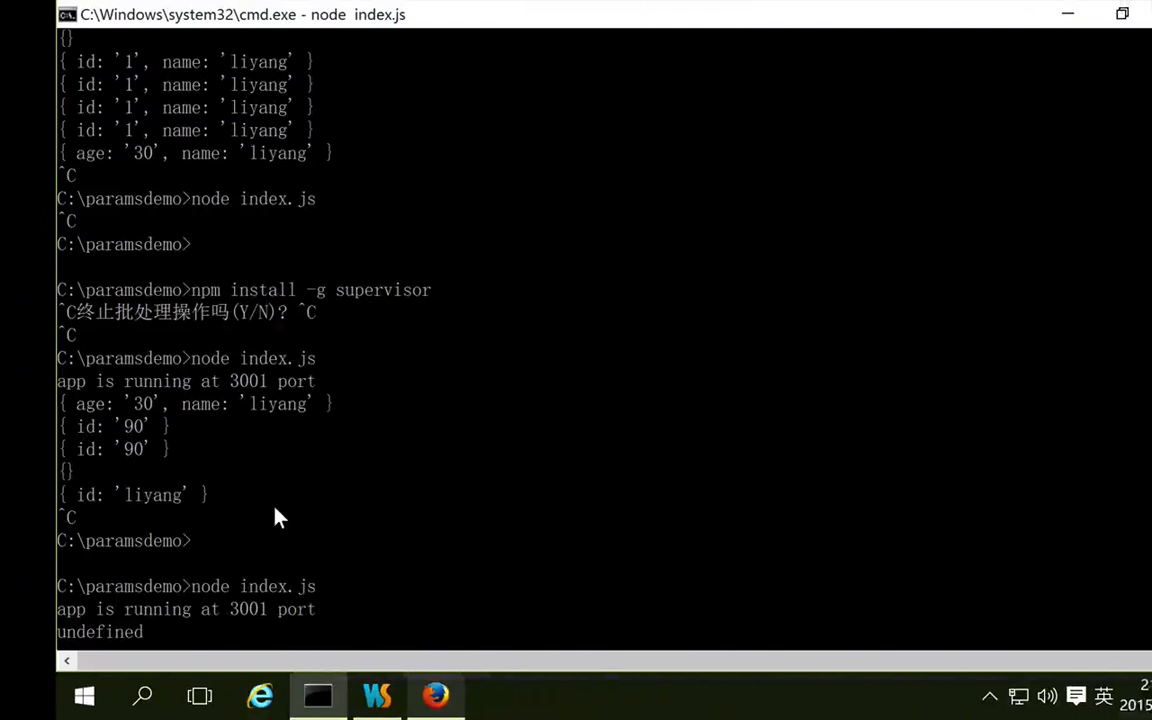 C:\Windows\system32\cmd.exe - node  index.js
{}
{ id: '1', name: 'liyang' }
{ id: '1', name: 'liyang' }
{ id: '1', name: 'liyang' }
{ id: '1', name: 'liyang' }
{ age: '30', name: 'liyang' }
^C
C:\paramsdemo>node index.js
^C
C:\paramsdemo>
C:\paramsdemo>npm install -g supervisor
^C终止批处理操作吗(Y/N)? ^C
^C
C:\paramsdemo>node index.js
app is running at 3001 port
{ age: '30', name: 'liyang' }
{ id: '90' }
{ id: '90' }
{}
{ id: 'liyang' }
^C
C:\paramsdemo>
C:\paramsdemo>node index.js
app is running at 3001 port
undefined
英
2015